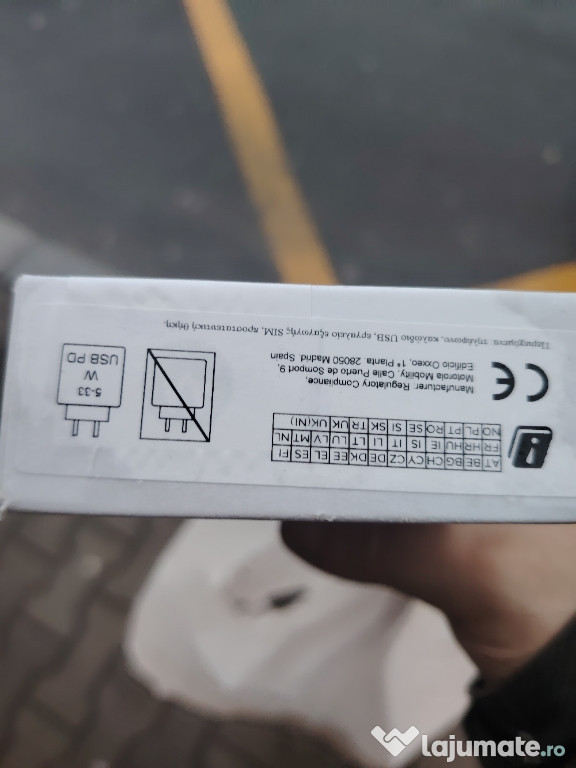 AT BE BG CH CY CZ DE DK EE EL ES FI
FR HR HU IE IS IT LI LT LU LV MT NL
NO PL PT RO SE SI SK TR UK UK(NI)
CE
Manufacturer: Regulatory Compliance,
Motorola Mobility, Calle Puerto de Somport 9,
Edificio Oxxeo, 1ª Planta 28050 Madrid Spain
Περιεχόμενα: τηλέφωνο, καλώδιο USB, εργαλείο εξαγωγής SIM, προστατευτική θήκη.
5-33
W
USB PD
lajumate.ro